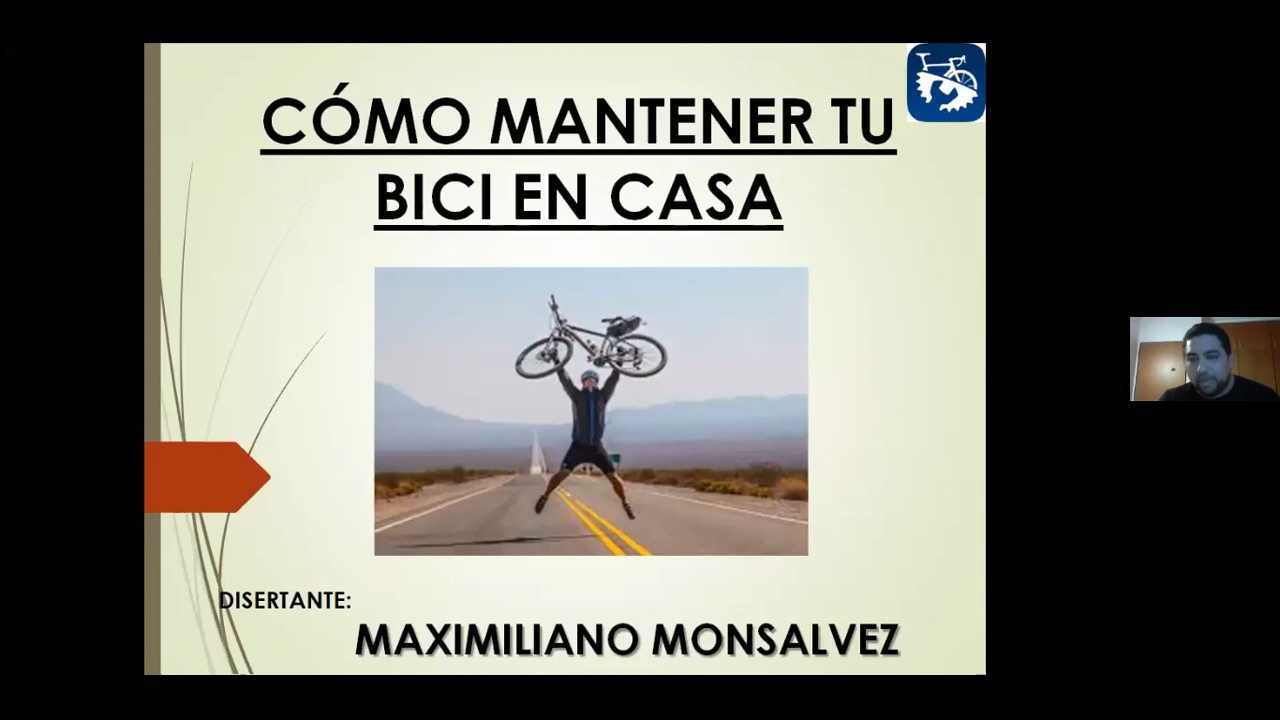 CÓMO MANTENER TU
BICI EN CASA
DISERTANTE:
MAXIMILIANO MONSALVEZ